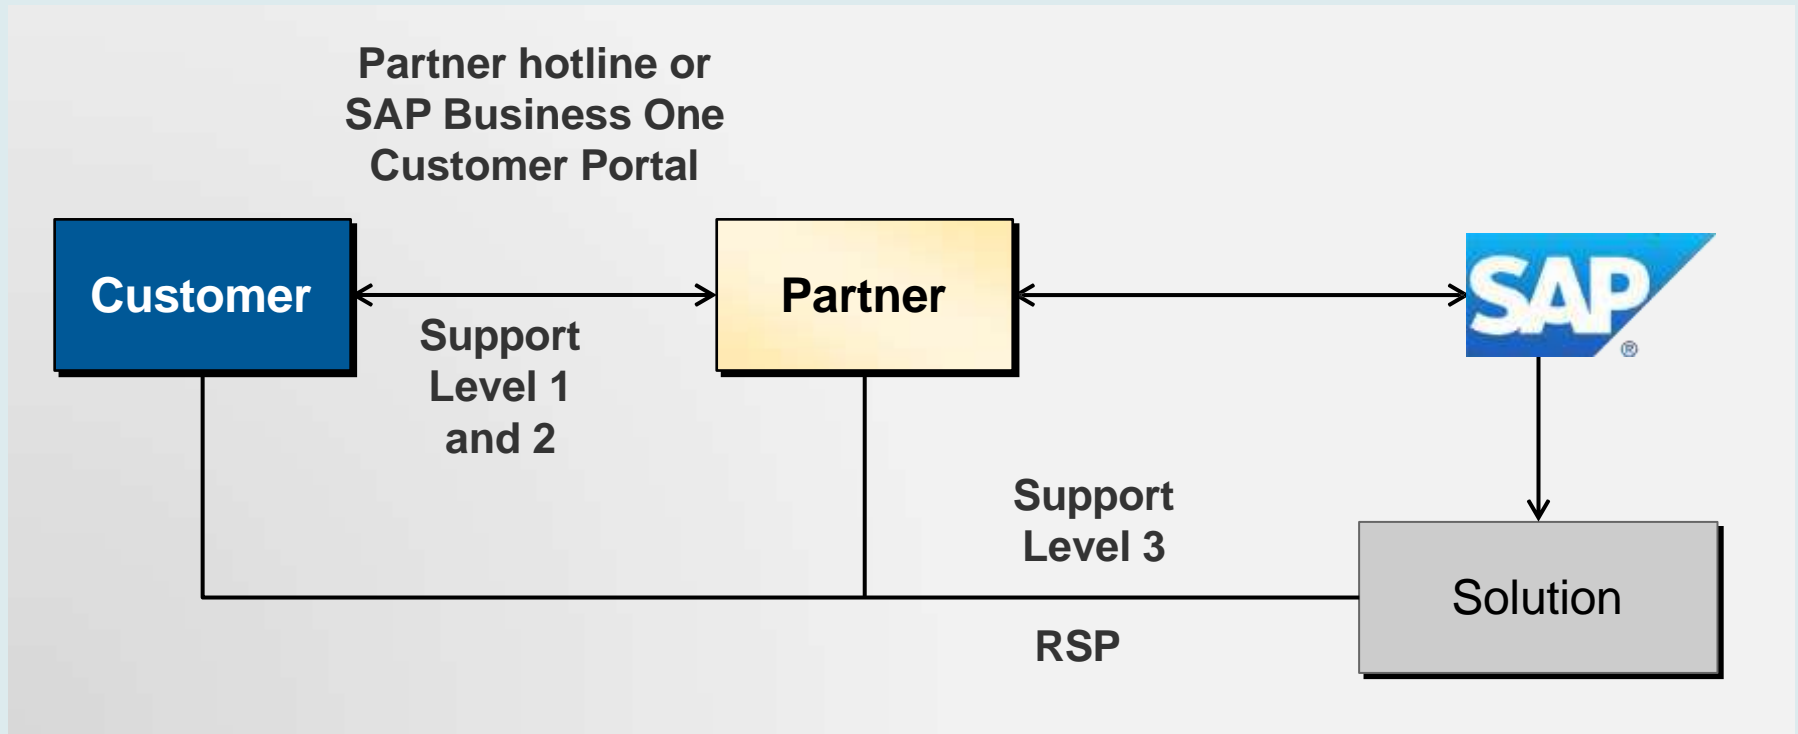 Partner hotline or
SAP Business One
Customer Portal
Customer
Partner
SAP
®
Support
Level 1
and 2
Support
Level 3
Solution
RSP